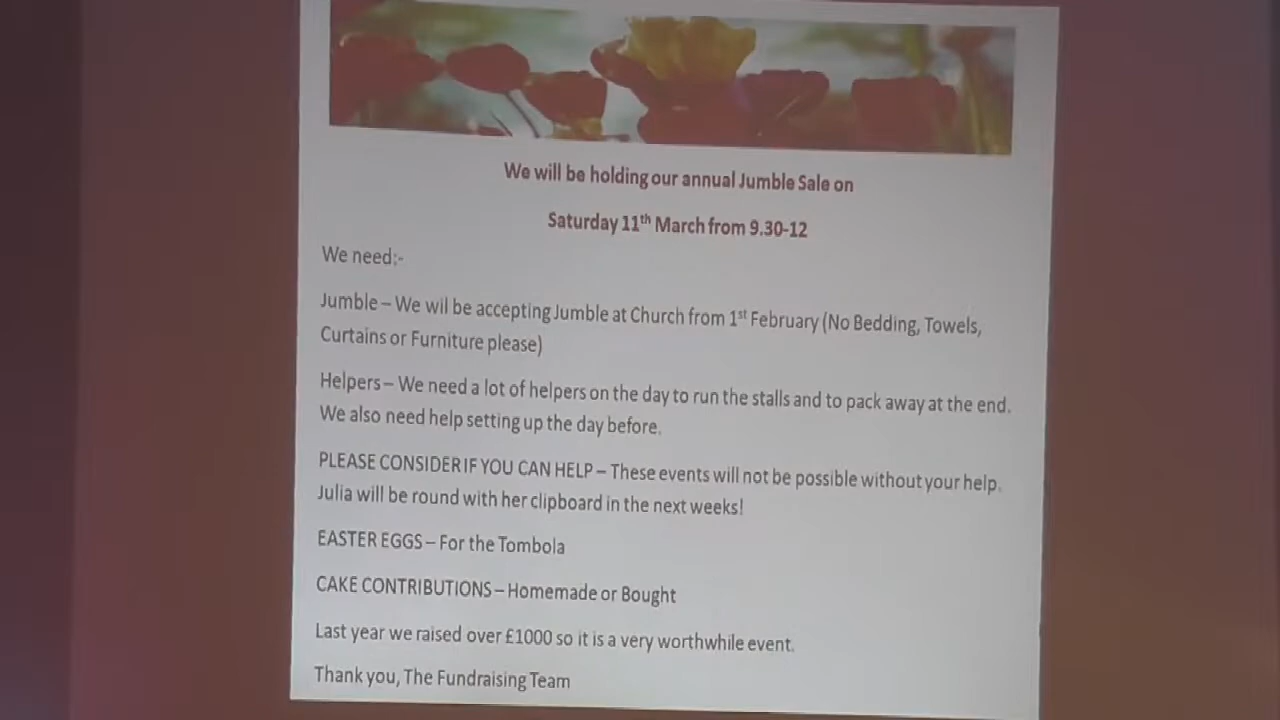 We will be holding our annual Jumble Sale on
Saturday 11th March from 9.30-12
We need:-
Jumble – We wil be accepting Jumble at Church from 1st February (No Bedding, Towels,
Curtains or Furniture please)
Helpers – We need a lot of helpers on the day to run the stalls and to pack away at the end.
We also need help setting up the day before.
PLEASE CONSIDER IF YOU CAN HELP – These events will not be possible without your help.
Julia will be round with her clipboard in the next weeks!
EASTER EGGS – For the Tombola
CAKE CONTRIBUTIONS – Homemade or Bought
Last year we raised over £1000 so it is a very worthwhile event.
Thank you, The Fundraising Team